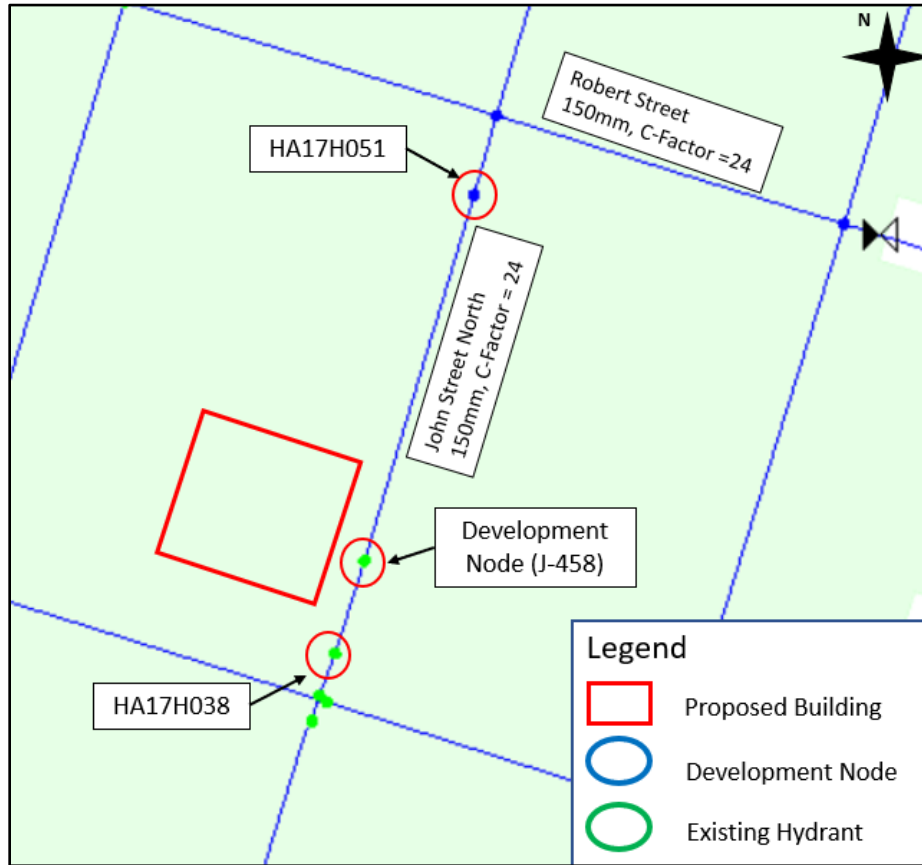 N
Robert Street
150mm, C-Factor =24
HA17H051
John Street North
150mm, C-Factor = 24
Development
Node (J-458)
HA17H038
Legend
Proposed Building
Development Node
Existing Hydrant